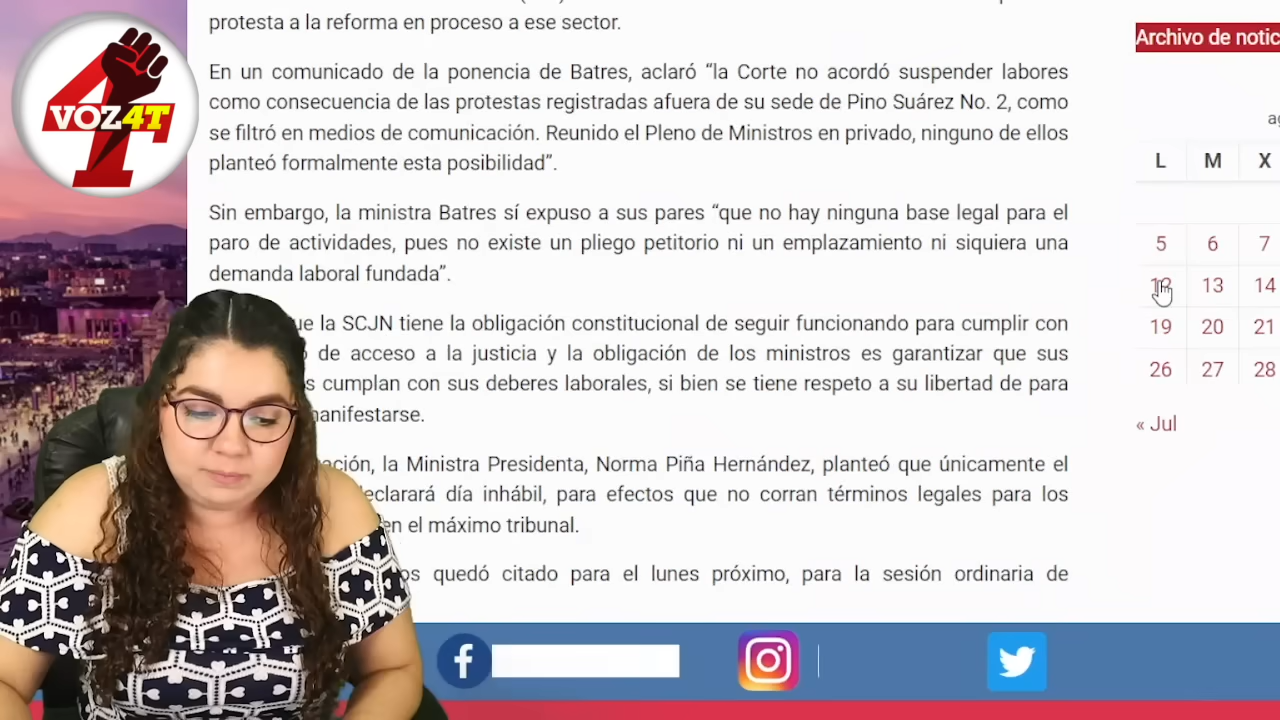 protesta a la reforma en proceso a ese sector.
Archivo de notic
VOZ4T
En un comunicado de la ponencia de Batres, aclaró “la Corte no acordó suspender labores
como consecuencia de las protestas registradas afuera de su sede de Pino Suárez No. 2, como
se filtró en medios de comunicación. Reunido el Pleno de Ministros en privado, ninguno de ellos
planteó formalmente esta posibilidad”.
L M X
Sin embargo, la ministra Batres sí expuso a sus pares “que no hay ninguna base legal para el
paro de actividades, pues no existe un pliego petitorio ni un emplazamiento ni siquiera una
demanda laboral fundada”.
5 6 7
12 13 14
19 20 21
26 27 28
« Jul
la SCJN tiene la obligación constitucional de seguir funcionando para cumplir con
de acceso a la justicia y la obligación de los ministros es garantizar que sus
cumplan con sus deberes laborales, si bien se tiene respeto a su libertad de para
manifestarse.
la Ministra Presidenta, Norma Piña Hernández, planteó que únicamente el
declarará día inhábil, para efectos que no corran términos legales para los
en el máximo tribunal.
quedó citado para el lunes próximo, para la sesión ordinaria de